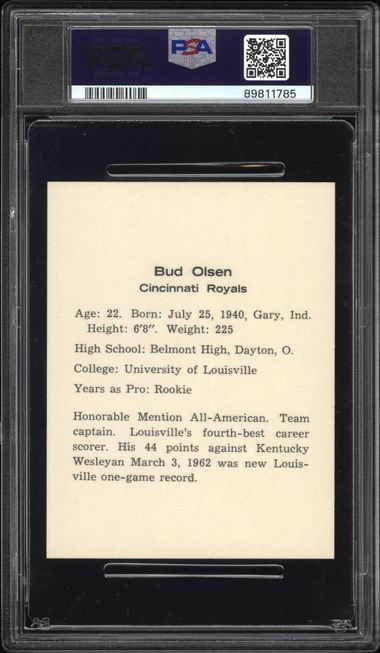 PSA
PSA
89811785
Bud Olsen
Cincinnati Royals
Age: 22. Born: July 25, 1940, Gary, Ind.
Height: 6'8". Weight: 225
High School: Belmont High, Dayton, O.
College: University of Louisville
Years as Pro: Rookie
Honorable Mention All-American. Team
captain. Louisville's fourth-best career
scorer. His 44 points against Kentucky
Wesleyan March 3, 1962 was new Louis-
ville one-game record.